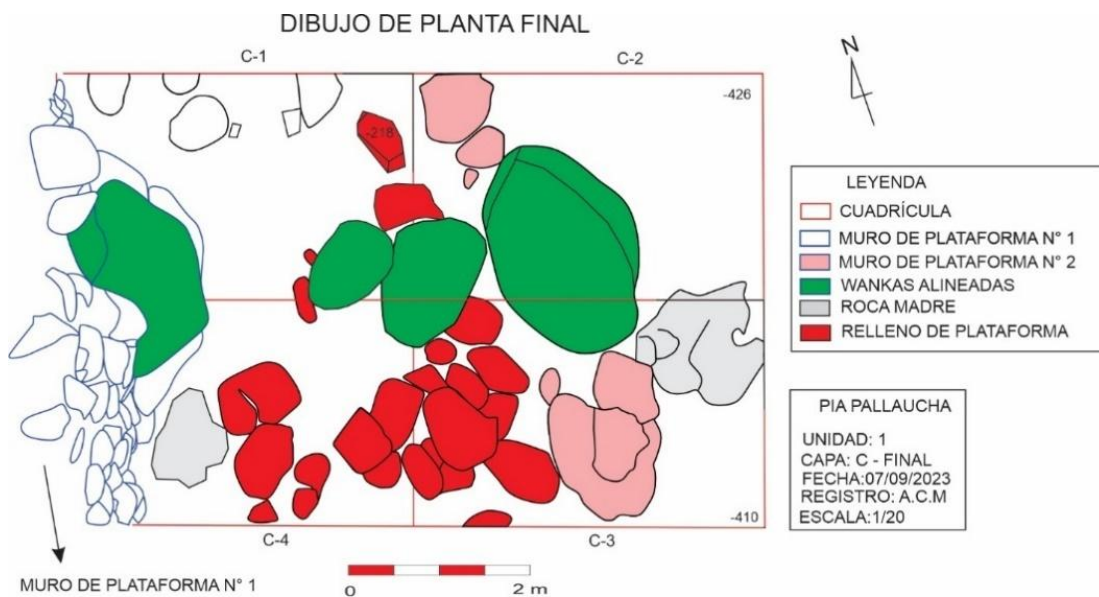 DIBUJO DE PLANTA FINAL
C-1
C-2
N
-426
-218
LEYENDA
CUADRÍCULA
MURO DE PLATAFORMA N° 1
MURO DE PLATAFORMA N° 2
WANKAS ALINEADAS
ROCA MADRE
RELLENO DE PLATAFORMA
PIA PALLAUCHA
UNIDAD: 1
CAPA: C - FINAL
FECHA:07/09/2023
REGISTRO: A.C.M
ESCALA:1/20
-410
C-4
C-3
MURO DE PLATAFORMA N° 1
0
2 m